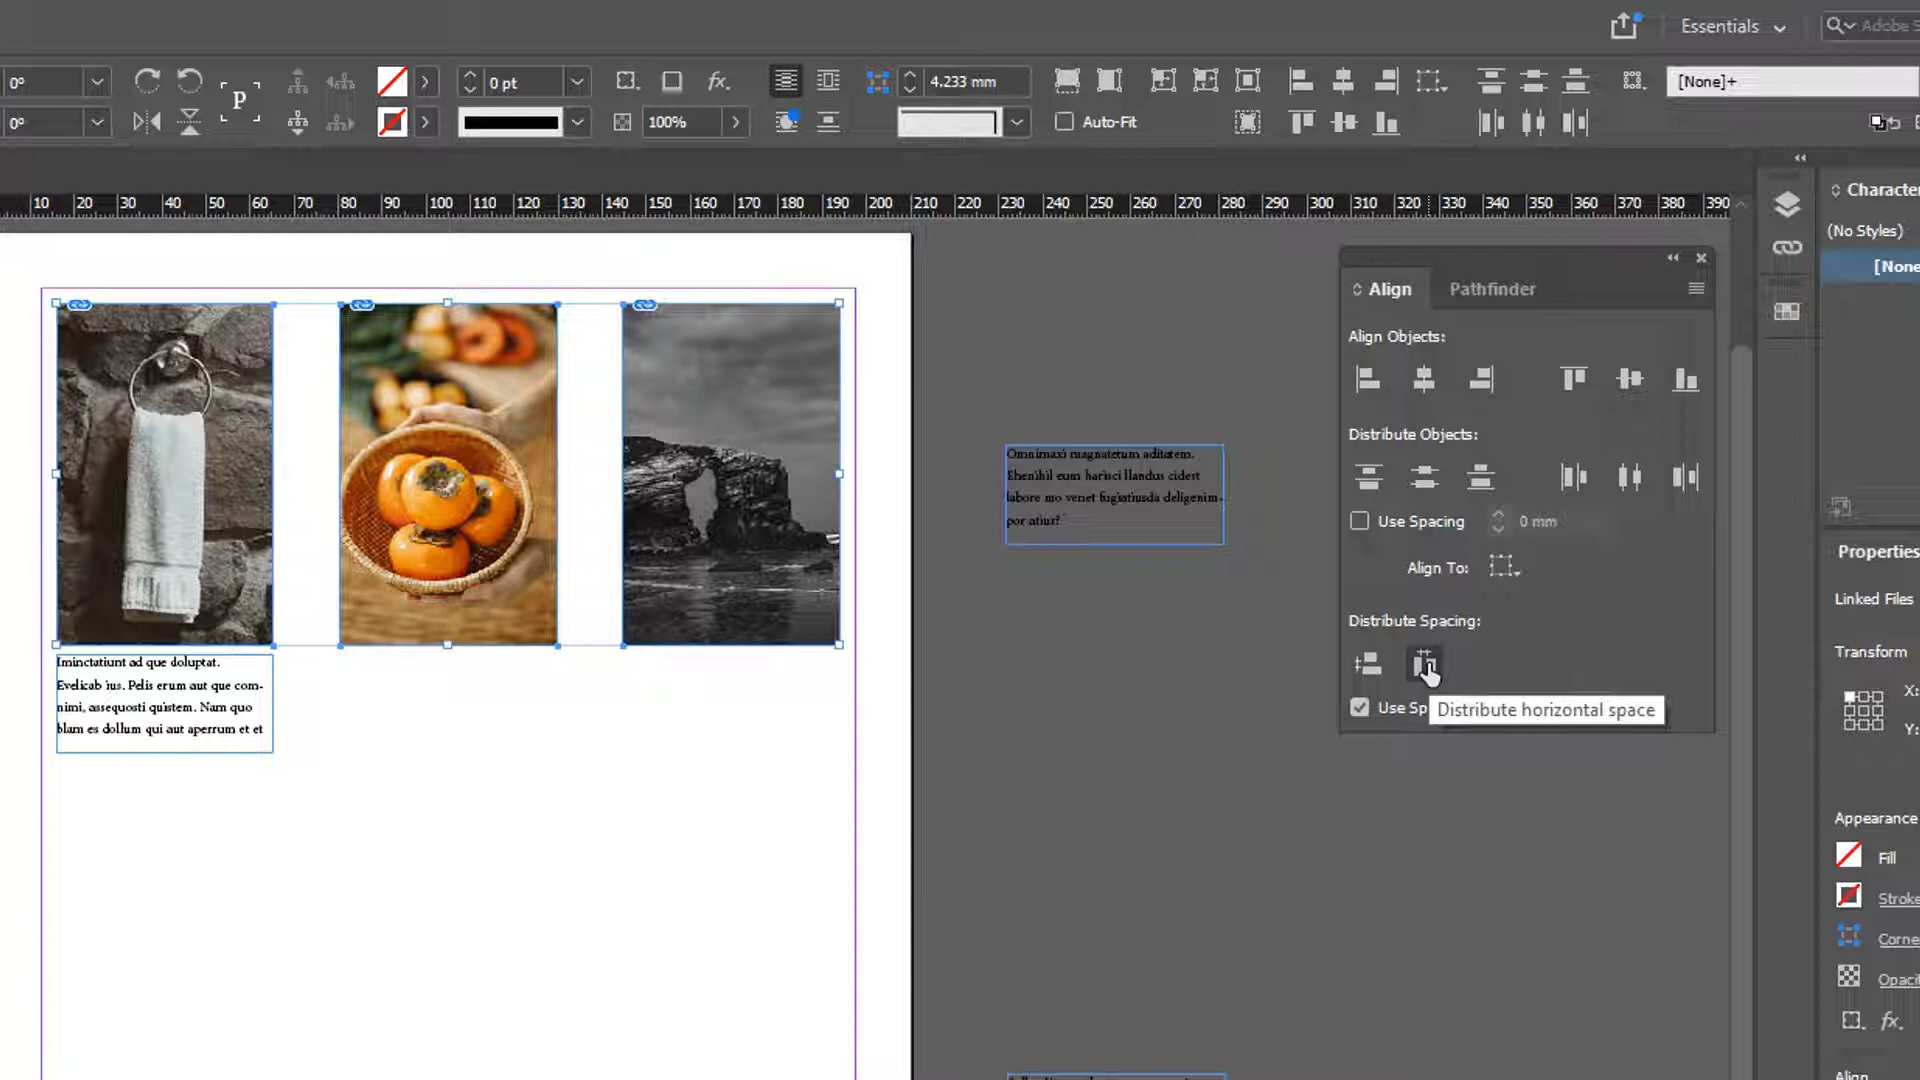 Essentials
Adobe S
0°
0 pt
4.233 mm
[None]+
0°
P
fx.
100%
Auto-Fit
10 20 30 40 50 60 70 80 90 100 110 120 130 140 150 160 170 180 190 200 210 220 230 240 250 260 270 280 290 300 310 320 330 340 350 360 370 380 390
Character
(No Styles)
[None
Align
Pathfinder
Align Objects:
Distribute Objects:
Use Spacing
0 mm
Align To:
Distribute Spacing:
Use Sp
Distribute horizontal space
Omnimaxi magnatetum aditatem.
Ehenihil eum harisci llandus cidert
labore mo venet fugiatiusda deligenim-
por atiur?
Iminctatiunt ad que doluptat.
Evelicab ius. Pelis erum aut que com-
nimi, assequosti quistem. Nam quo
blam es dollum qui aut aperrum et et
Properties
Linked Files
Transform
X:
Y:
Appearance
Fill
Stroke
Corne
Opacit
fx.
Align